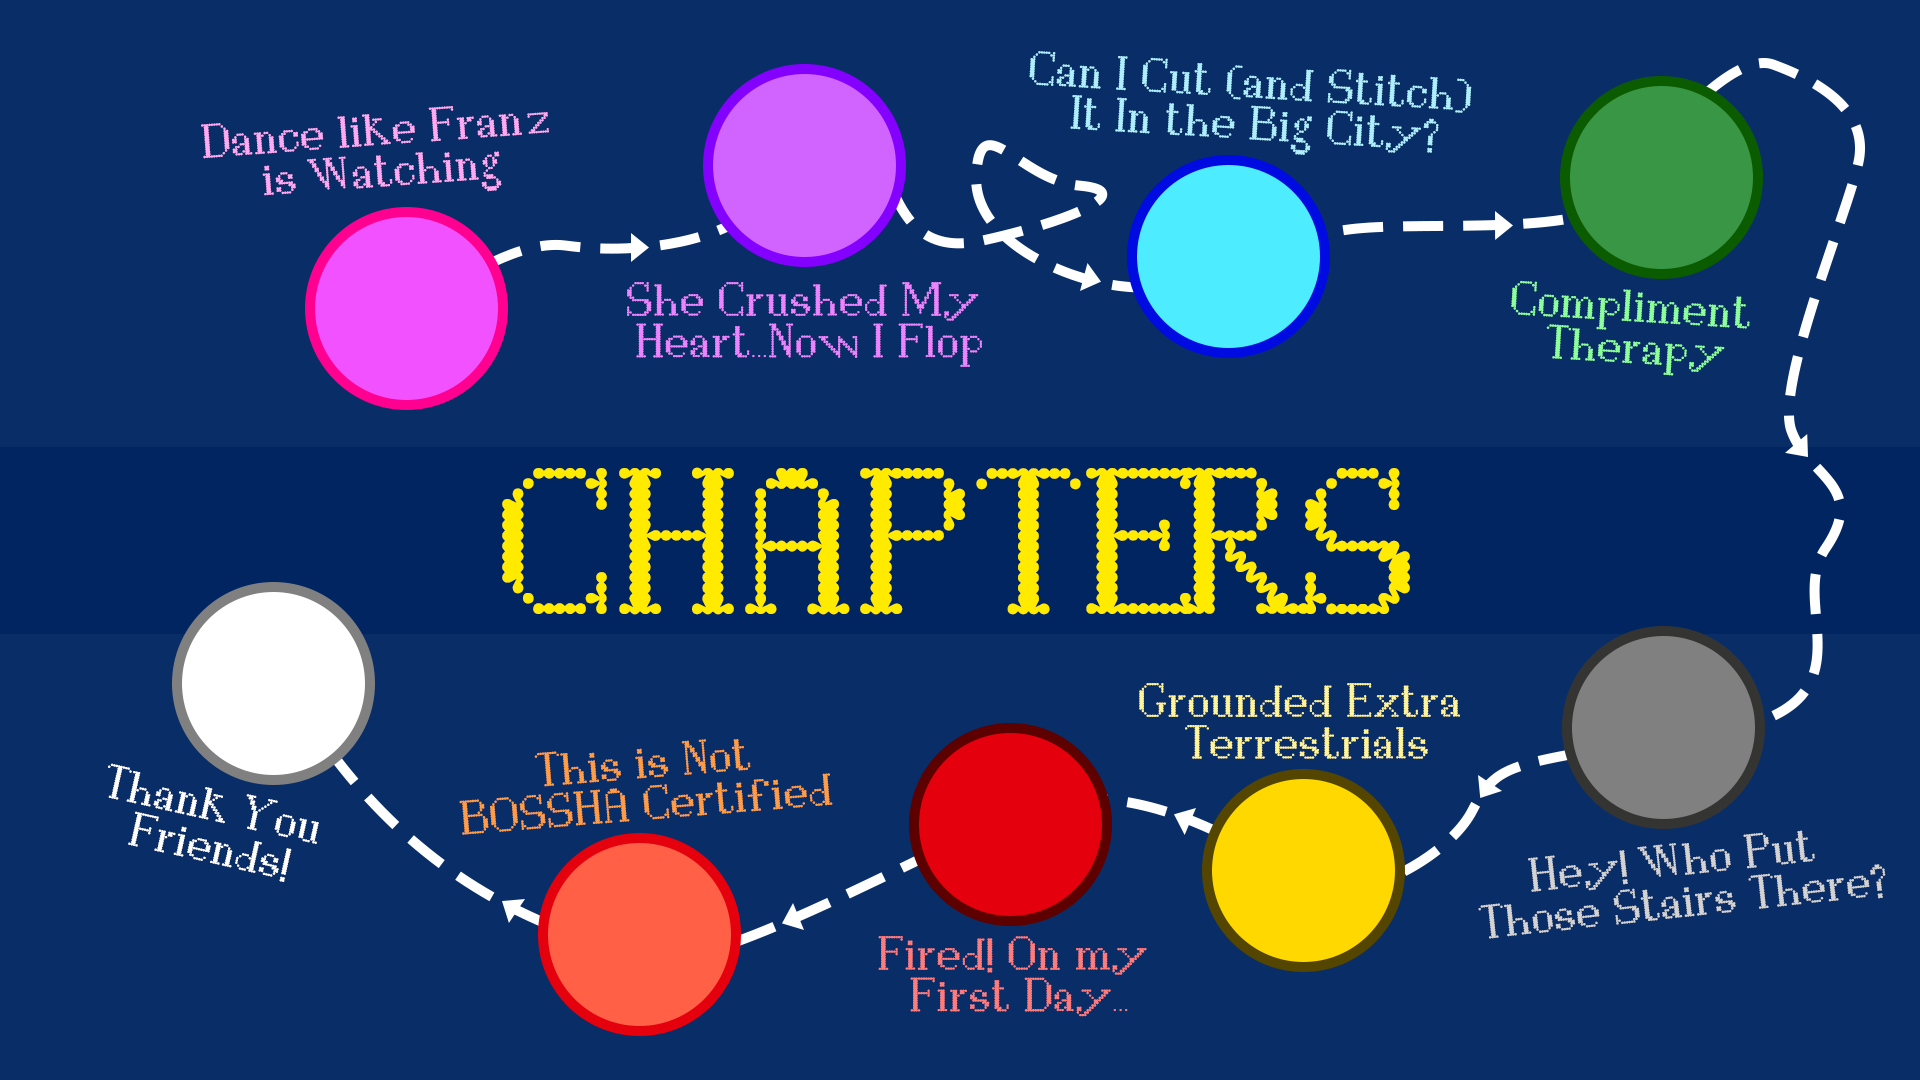 Dance like Franz
is Watching
She Crushed My
Heart...Now I Flop
Can I Cut (and Stitch)
It In the Big City?
Compliment
Therapy
CHAPTERS
Hey! Who Put
Those Stairs There?
Grounded Extra
Terrestrials
Fired! On my
First Day...
This is Not
BOSSHA Certified
Thank You
Friends!